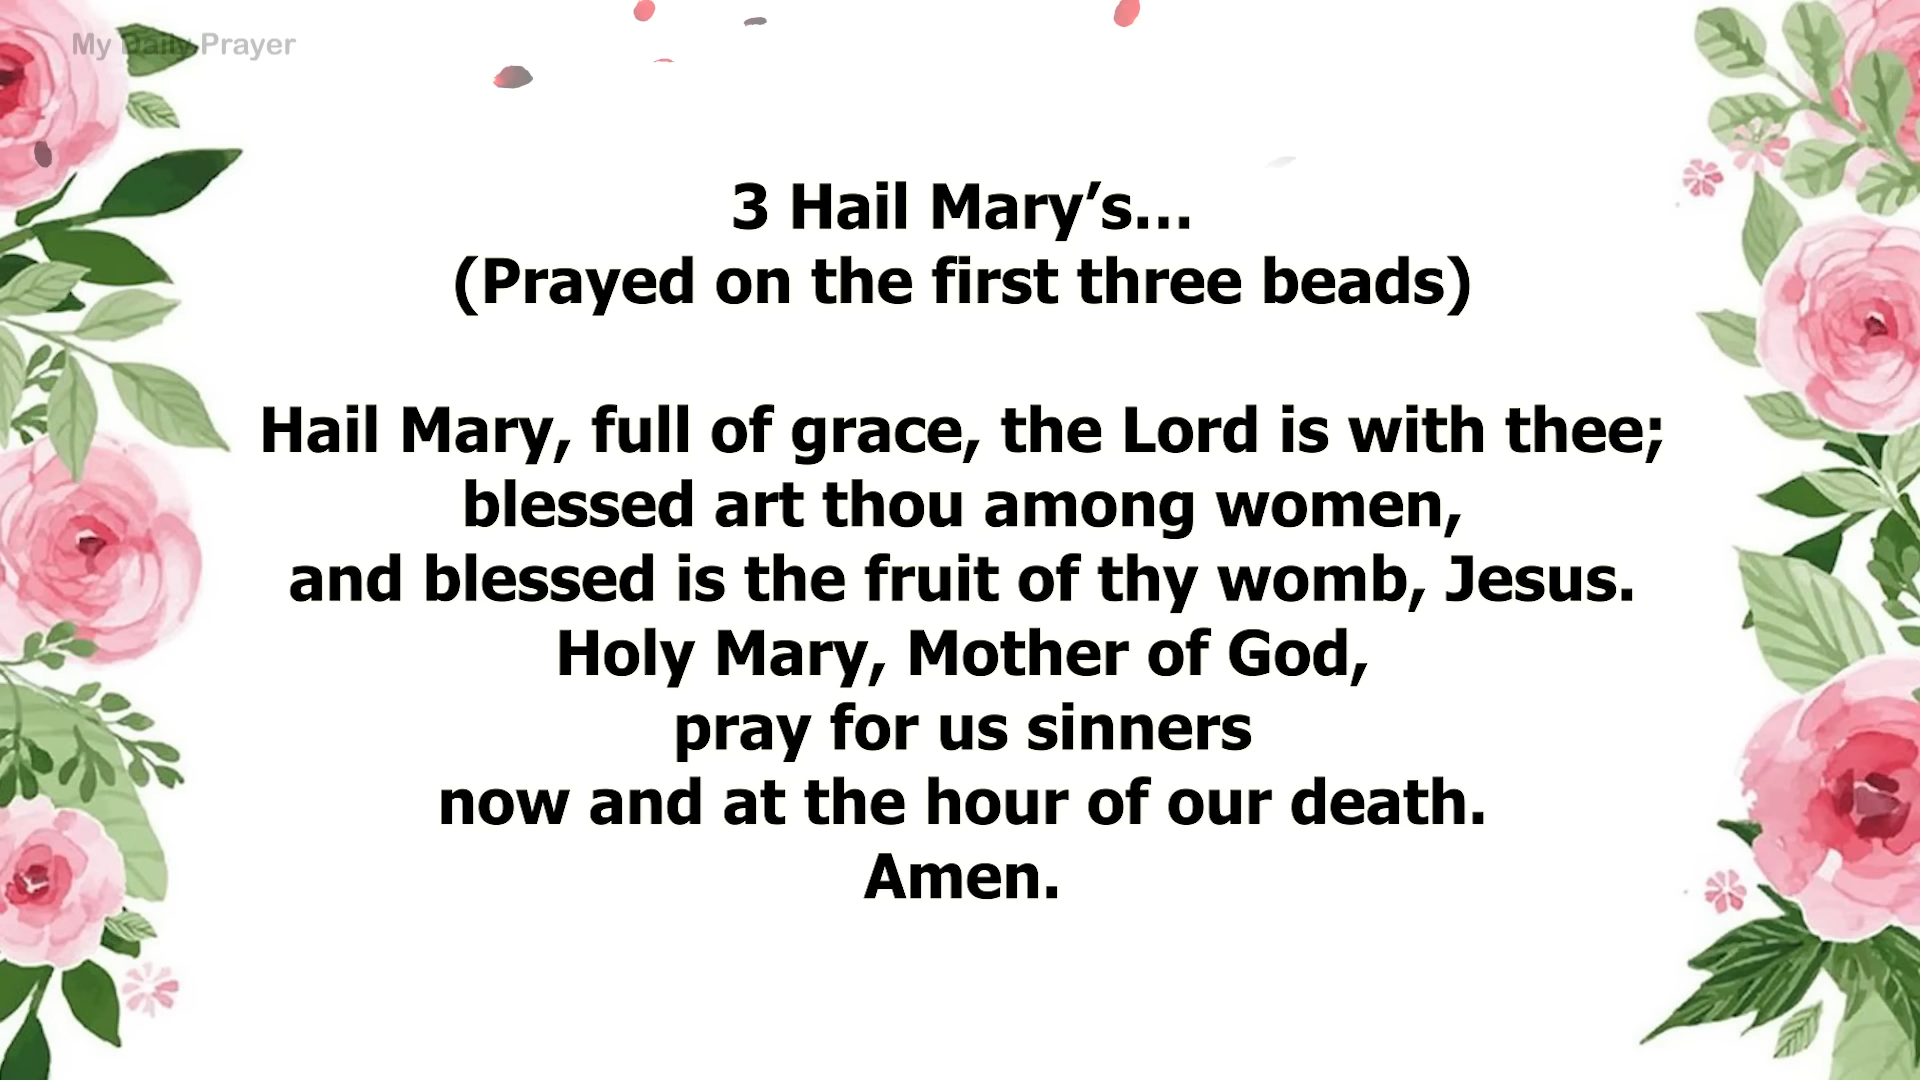 My Daily Prayer
3 Hail Mary’s...
(Prayed on the first three beads)
Hail Mary, full of grace, the Lord is with thee;
blessed art thou among women,
and blessed is the fruit of thy womb, Jesus.
Holy Mary, Mother of God,
pray for us sinners
now and at the hour of our death.
Amen.